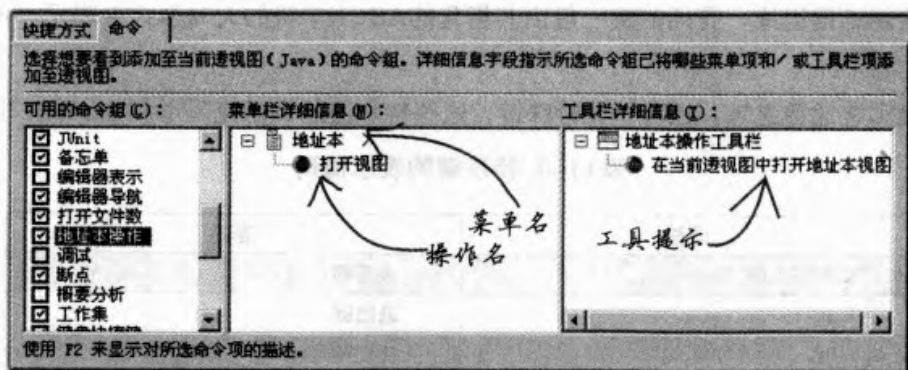 快捷方式 命令
选择想要看到添加至当前透视图(Java)的命令组。详细信息字段指示所选命令组已将哪些菜单项和/或工具栏项添
加至透视图。
可用的命令组(C):
JUnit
备忘单
编辑器表示
编辑器导航
打开文件数
地址本操作
调试
断点
概要分析
工作集
菜单栏详细信息(M):
地址本
打开视图
菜单名
操作名
工具栏详细信息(T):
地址本操作工具栏
在当前透视图中打开地址本视图
工具提示
使用 F2 来显示对所选命令项的描述。